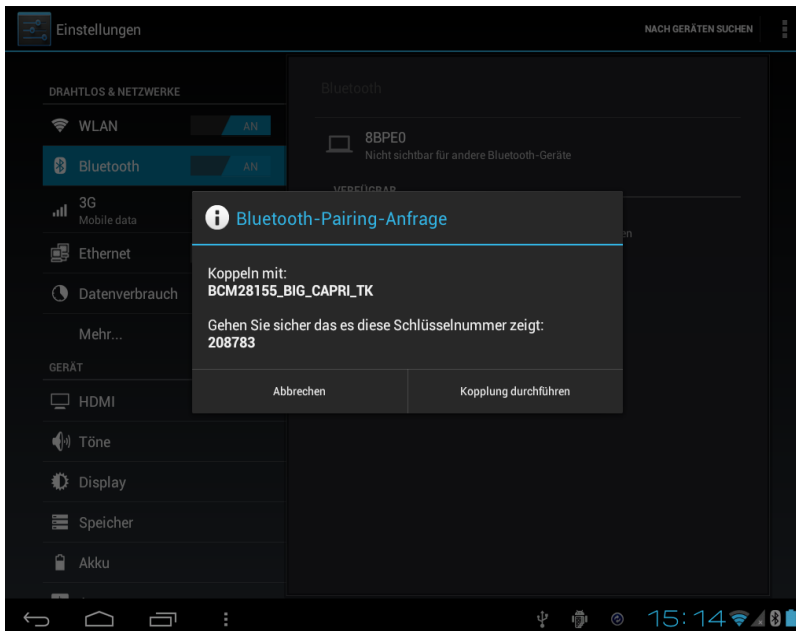 Einstellungen
NACH GERÄTEN SUCHEN
DRAHTLOS & NETZWERKE
WLAN
AN
Bluetooth
AN
3G
Mobile data
Ethernet
Datenverbrauch
Mehr...
GERÄT
HDMI
Töne
Display
Speicher
Akku
Bluetooth
8BPE0
Nicht sichtbar für andere Bluetooth-Geräte
VERFÜGBAR
Bluetooth-Pairing-Anfrage
Koppeln mit:
BCM28155_BIG_CAPRI_TK
Gehen Sie sicher das es diese Schlüsselnummer zeigt:
208783
Abbrechen
Kopplung durchführen
15:14